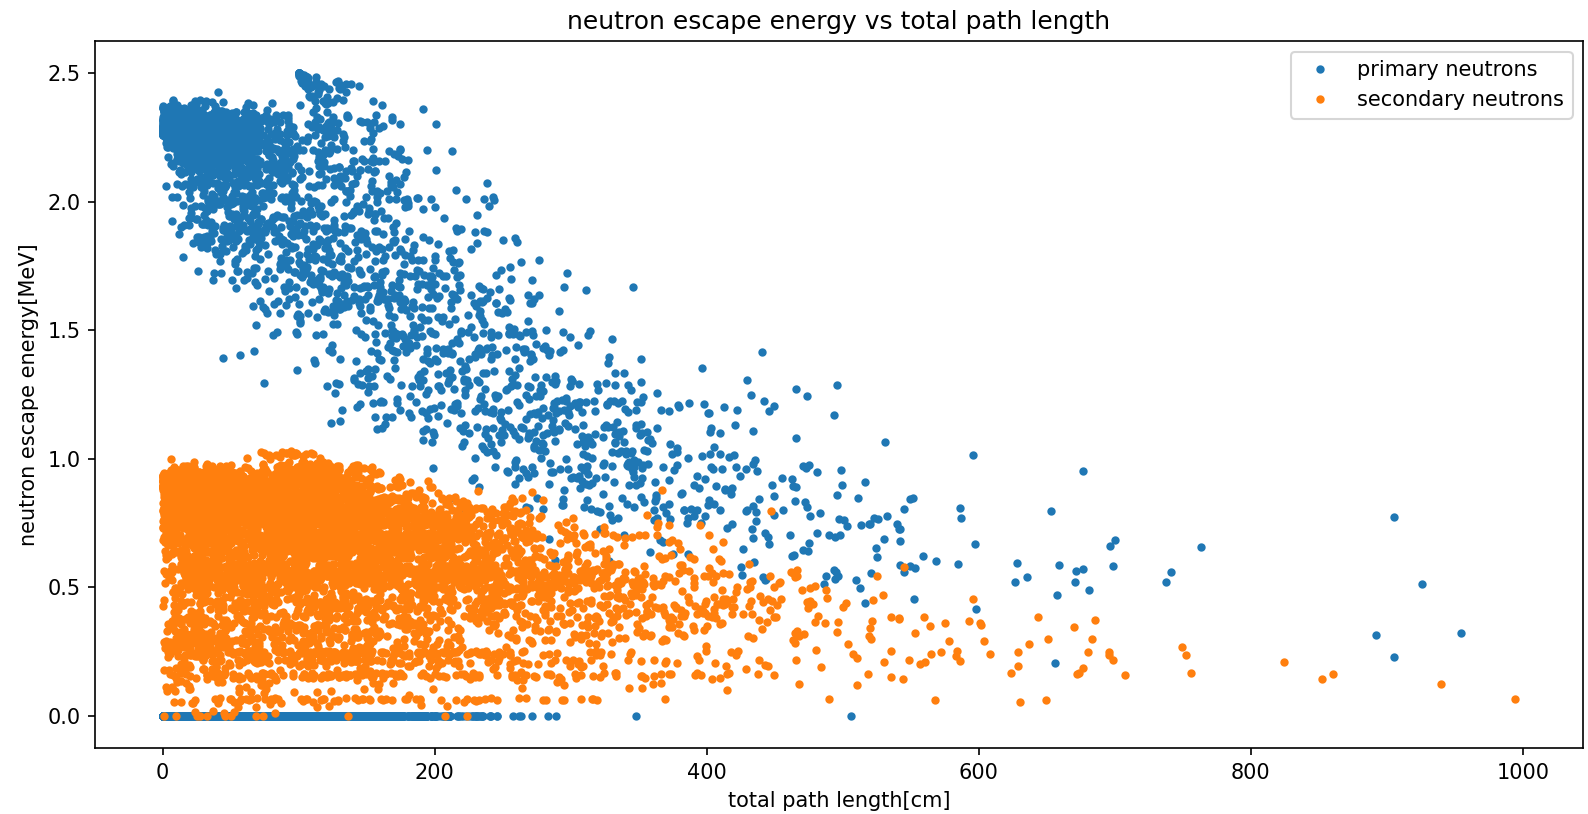 neutron escape energy vs total path length
primary neutrons
secondary neutrons
neutron escape energy[MeV]
2.5
2.0
1.5
1.0
0.5
0.0
0 200 400 600 800 1000
total path length[cm]